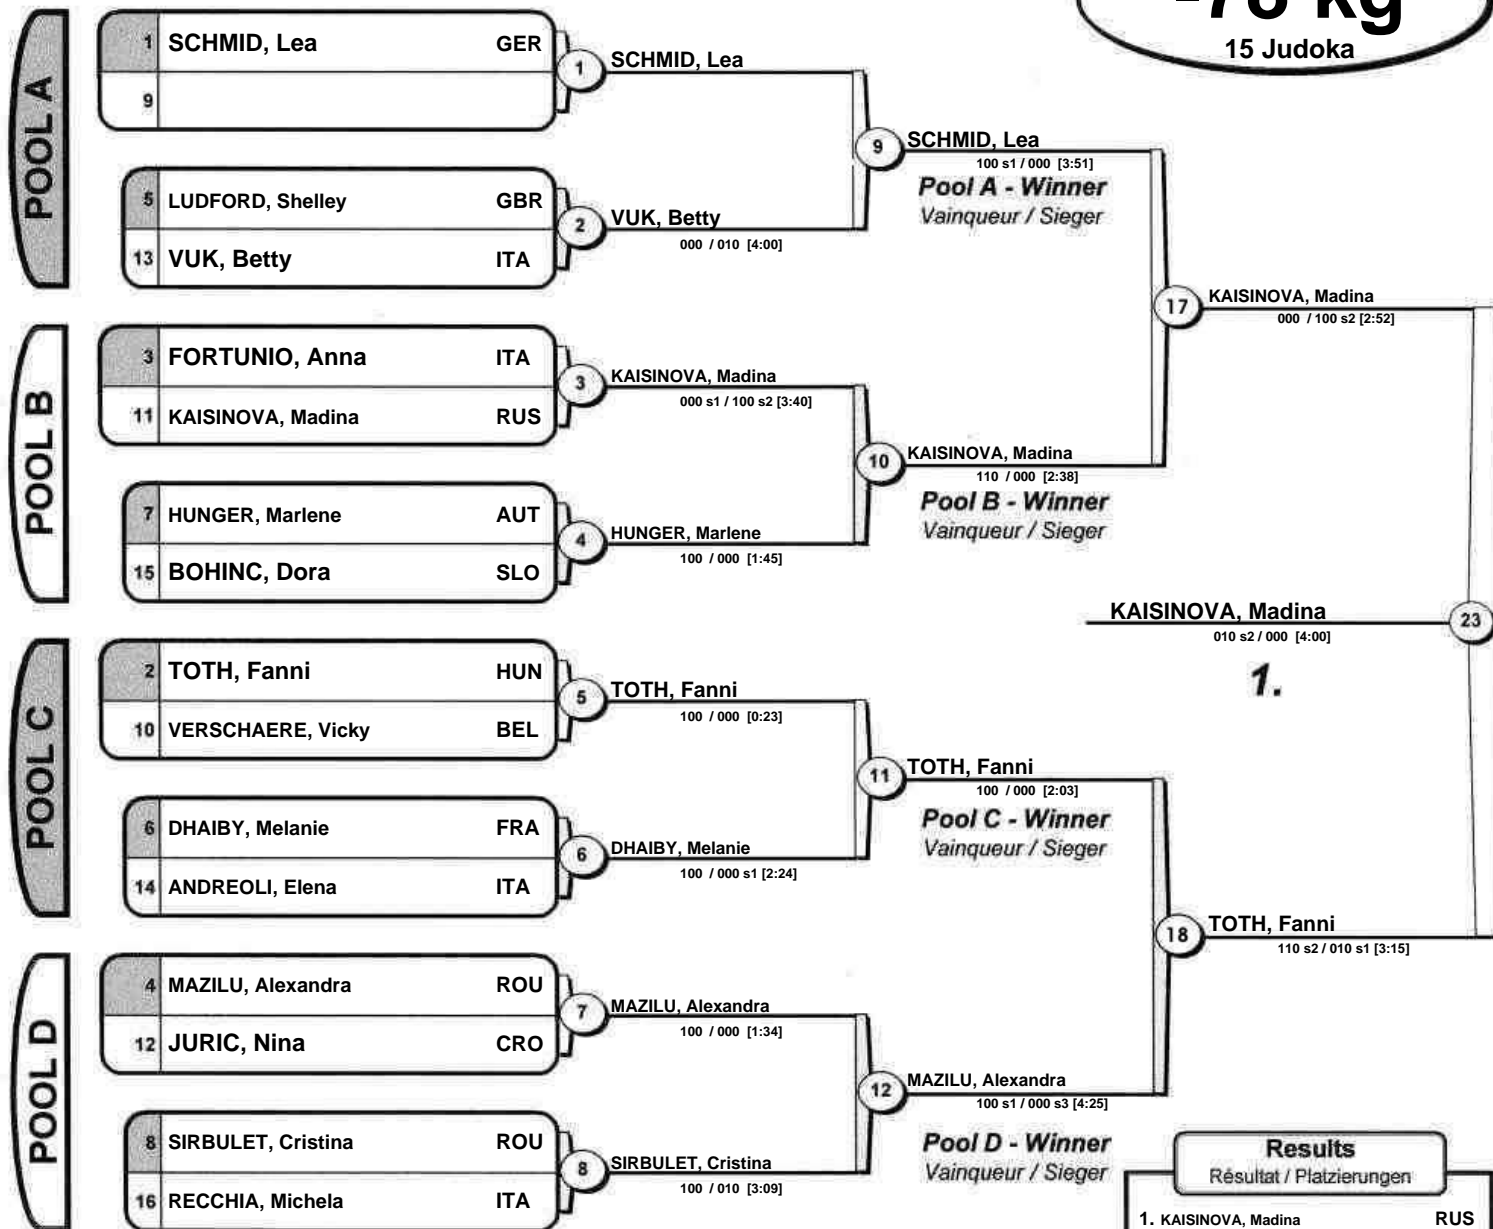 -78 kg
15 Judoka
POOL A
1 SCHMID, Lea GER
9
1
SCHMID, Lea
5 LUDFORD, Shelley GBR
13 VUK, Betty ITA
2
VUK, Betty
000 / 010 [4:00]
9
SCHMID, Lea
100 s1 / 000 [3:51]
Pool A - Winner
Vainqueur / Sieger
POOL B
3 FORTUNIO, Anna ITA
11 KAISINOVA, Madina RUS
3
KAISINOVA, Madina
000 s1 / 100 s2 [3:40]
7 HUNGER, Marlene AUT
15 BOHINC, Dora SLO
4
HUNGER, Marlene
100 / 000 [1:45]
10
KAISINOVA, Madina
110 / 000 [2:38]
Pool B - Winner
Vainqueur / Sieger
17
KAISINOVA, Madina
000 / 100 s2 [2:52]
KAISINOVA, Madina
010 s2 / 000 [4:00]
1.
23
POOL C
2 TOTH, Fanni HUN
10 VERSCHAERE, Vicky BEL
5
TOTH, Fanni
100 / 000 [0:23]
6 DHAIBY, Melanie FRA
14 ANDREOLI, Elena ITA
6
DHAIBY, Melanie
100 / 000 s1 [2:24]
11
TOTH, Fanni
100 / 000 [2:03]
Pool C - Winner
Vainqueur / Sieger
POOL D
4 MAZILU, Alexandra ROU
12 JURIC, Nina CRO
7
MAZILU, Alexandra
100 / 000 [1:34]
8 SIRBULET, Cristina ROU
16 RECCHIA, Michela ITA
8
SIRBULET, Cristina
100 / 010 [3:09]
12
MAZILU, Alexandra
100 s1 / 000 s3 [4:25]
Pool D - Winner
Vainqueur / Sieger
18
TOTH, Fanni
110 s2 / 010 s1 [3:15]
Results
Résultat / Platzierungen
1. KAISINOVA, Madina RUS